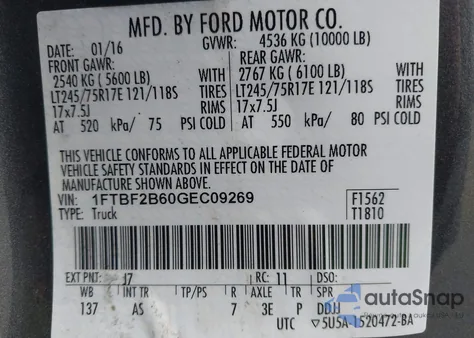 MFD. BY FORD MOTOR CO.
DATE: 01/16 GVWR: 4536 KG (10000 LB)
FRONT GAWR: REAR GAWR:
2540 KG ( 5600 LB) WITH 2767 KG ( 6100 LB) WITH
LT245/75R17E 121/118S TIRES LT245/75R17E 121/118S TIRES
17x7.5J RIMS 17x7.5J RIMS
AT 520 kPa/ 75 PSI COLD AT 550 kPa/ 80 PSI COLD
THIS VEHICLE CONFORMS TO ALL APPLICABLE FEDERAL MOTOR
VEHICLE SAFETY STANDARDS IN EFFECT ON THE DATE OF
MANUFACTURE SHOWN ABOVE.
VIN: 1FTBF2B60GEC09269 F1562
TYPE: Truck T1810
EXT PNT: J7 RC: 11 DSO:
WB INT TR TP/PS R AXLE TR SPR
137 AS 7 3E P DDJJ
UTC ▽5U5A-1520472-BA
autoSnap